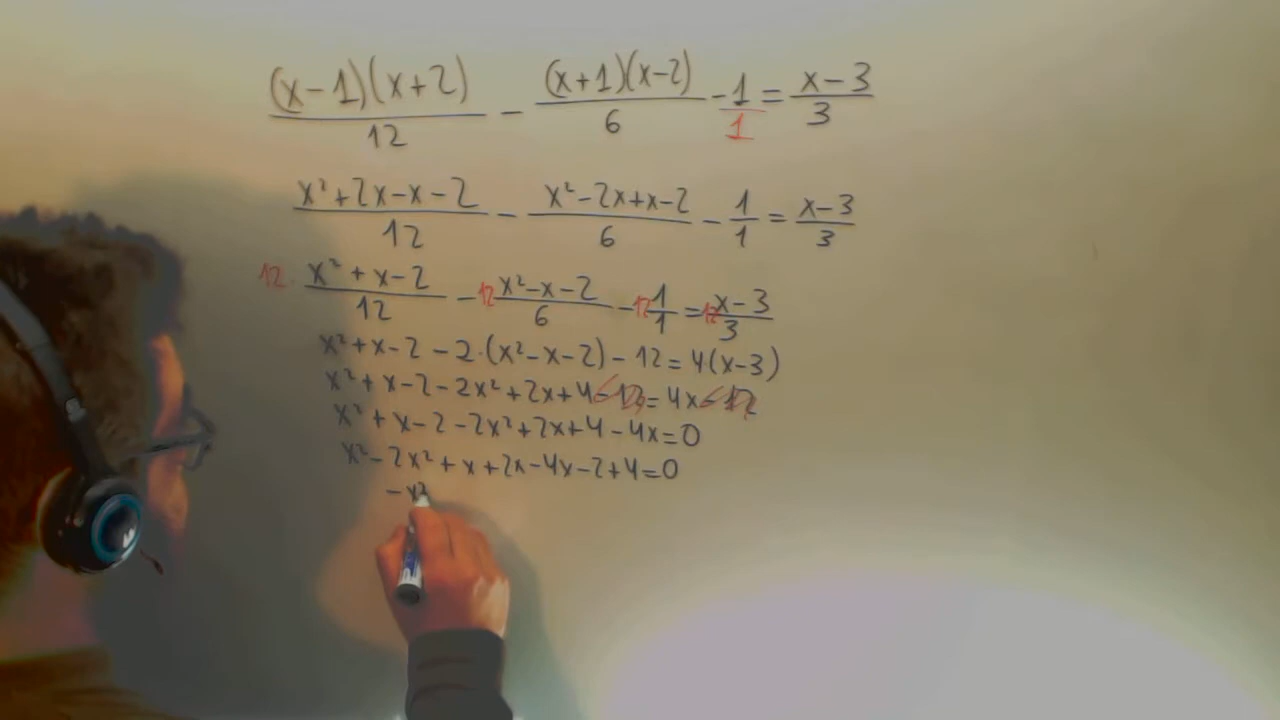 (x-1)(x+2)/12 - (x+1)(x-2)/6 - 1/1 = x-3/3
x²+2x-x-2/12 - x²-2x+x-2/6 - 1/1 = x-3/3
12· x²+x-2/12 - 12 x²-x-2/6 - 12 1/1 = 12 x-3/3
x²+x-2-2·(x²-x-2)-12=4(x-3)
x²+x-2-2x²+2x+4-12=4x-12
x²+x-2-2x²+2x+4-4x=0
x²-2x²+x+2x-4x-2+4=0
-x²